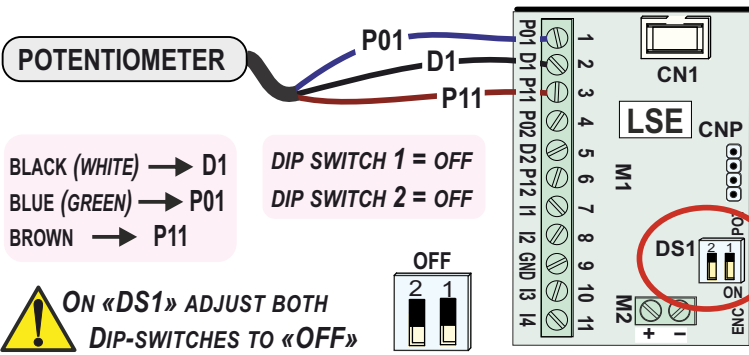 POTENTIOMETER
P01
D1
P11
BLACK (WHITE) → D1
BLUE (GREEN) → P01
BROWN → P11
DIP SWITCH 1 = OFF
DIP SWITCH 2 = OFF
ON «DS1» ADJUST BOTH
DIP-SWITCHES TO «OFF»
OFF
2 1
P01 1
D1 2
P11 3
P02 4
D2 5
P12 6
I1 7
I2 8
GND 9
I3 10
I4 11
M1
CN1
LSE
CNP
POT
DS1
2 1
ON
ENC
M2
+ –